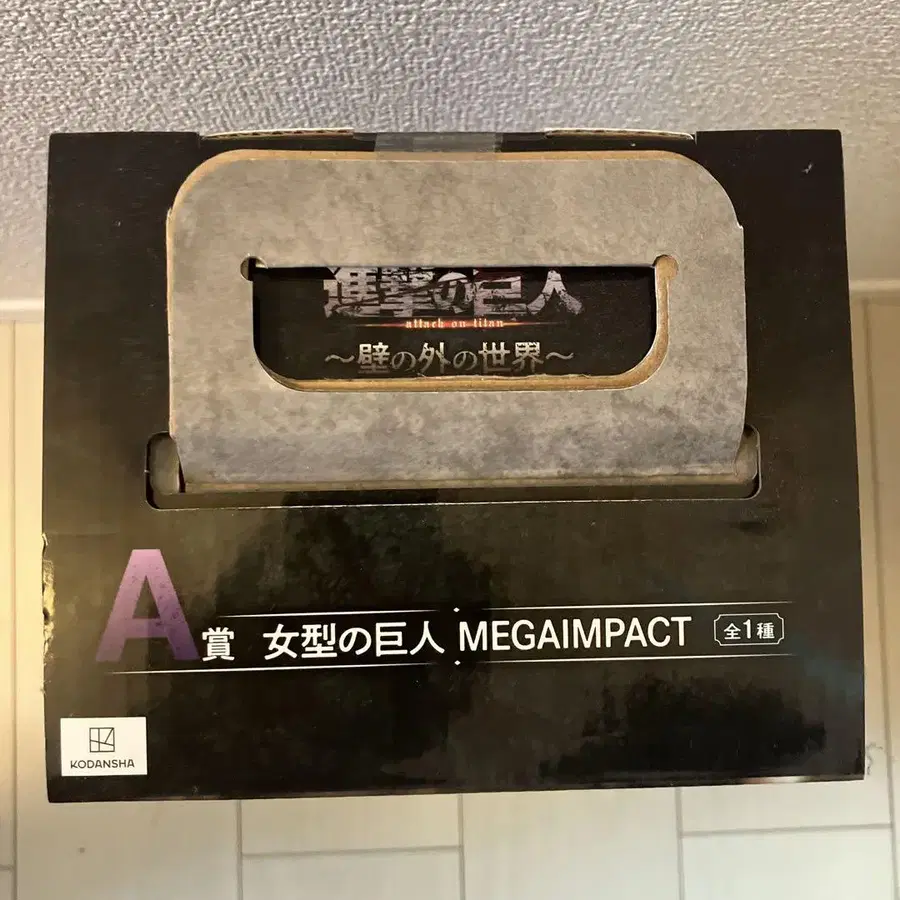 進撃の巨人
attack on titan
～壁の外の世界～
A賞 女型の巨人 MEGAIMPACT 全1種
KODANSHA